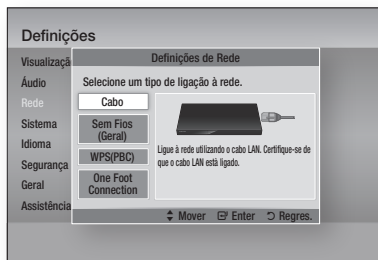 Definições
Definições de Rede
Visualizaçã
Áudio
Rede
Sistema
Idioma
Segurança
Geral
Assistência
Selecione um tipo de ligação à rede.
Cabo
Sem Fios
(Geral)
WPS(PBC)
One Foot
Connection
Ligue à rede utilizando o cabo LAN. Certifique-se de
que o cabo LAN está ligado.
Mover Enter Regres.